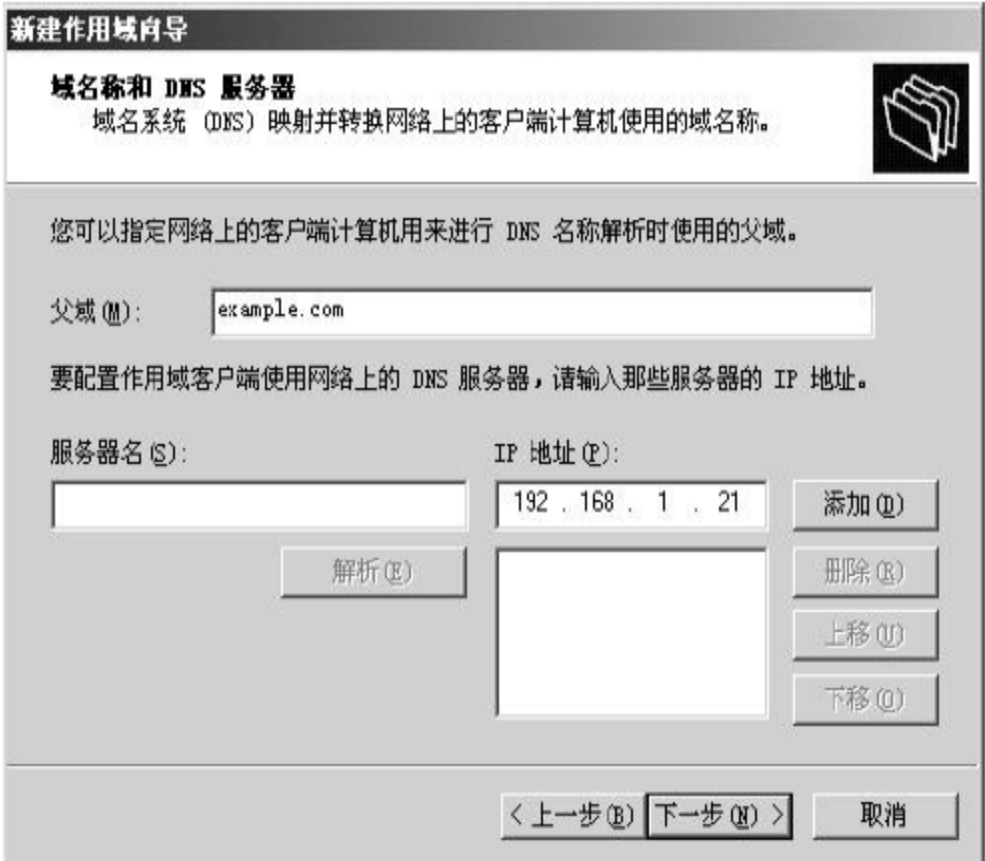 新建作用域向导
域名称和 DNS 服务器
域名系统 (DNS) 映射并转换网络上的客户端计算机使用的域名称。
您可以指定网络上的客户端计算机用来进行 DNS 名称解析时使用的父域。
父域(M): example.com
要配置作用域客户端使用网络上的 DNS 服务器，请输入那些服务器的 IP 地址。
服务器名(S): IP 地址(P):
192 . 168 . 1 . 21 添加(D)
解析(E) 删除(R)
上移(U)
下移(O)
< 上一步(B) 下一步(N) > 取消